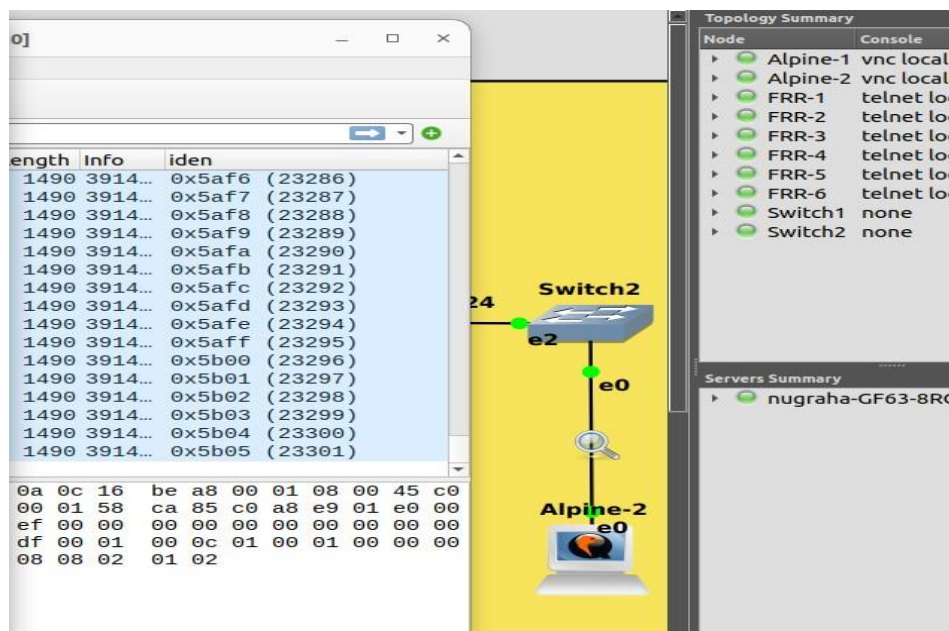 0]
ength Info iden
1490 3914… 0x5af6 (23286)
1490 3914… 0x5af7 (23287)
1490 3914… 0x5af8 (23288)
1490 3914… 0x5af9 (23289)
1490 3914… 0x5afa (23290)
1490 3914… 0x5afb (23291)
1490 3914… 0x5afc (23292)
1490 3914… 0x5afd (23293)
1490 3914… 0x5afe (23294)
1490 3914… 0x5aff (23295)
1490 3914… 0x5b00 (23296)
1490 3914… 0x5b01 (23297)
1490 3914… 0x5b02 (23298)
1490 3914… 0x5b03 (23299)
1490 3914… 0x5b04 (23300)
1490 3914… 0x5b05 (23301)
0a 0c 16 be a8 00 01 08 00 45 c0
00 01 58 ca 85 c0 a8 e9 01 e0 00
ef 00 00 00 00 00 00 00 00 00 00
df 00 01 00 0c 01 00 01 00 00 00
08 08 02 01 02
24
Switch2
e2
e0
Alpine-2
e0
Topology Summary
Node Console
Alpine-1 vnc local
Alpine-2 vnc local
FRR-1 telnet lo
FRR-2 telnet lo
FRR-3 telnet lo
FRR-4 telnet lo
FRR-5 telnet lo
FRR-6 telnet lo
Switch1 none
Switch2 none
Servers Summary
nugraha-GF63-8RC